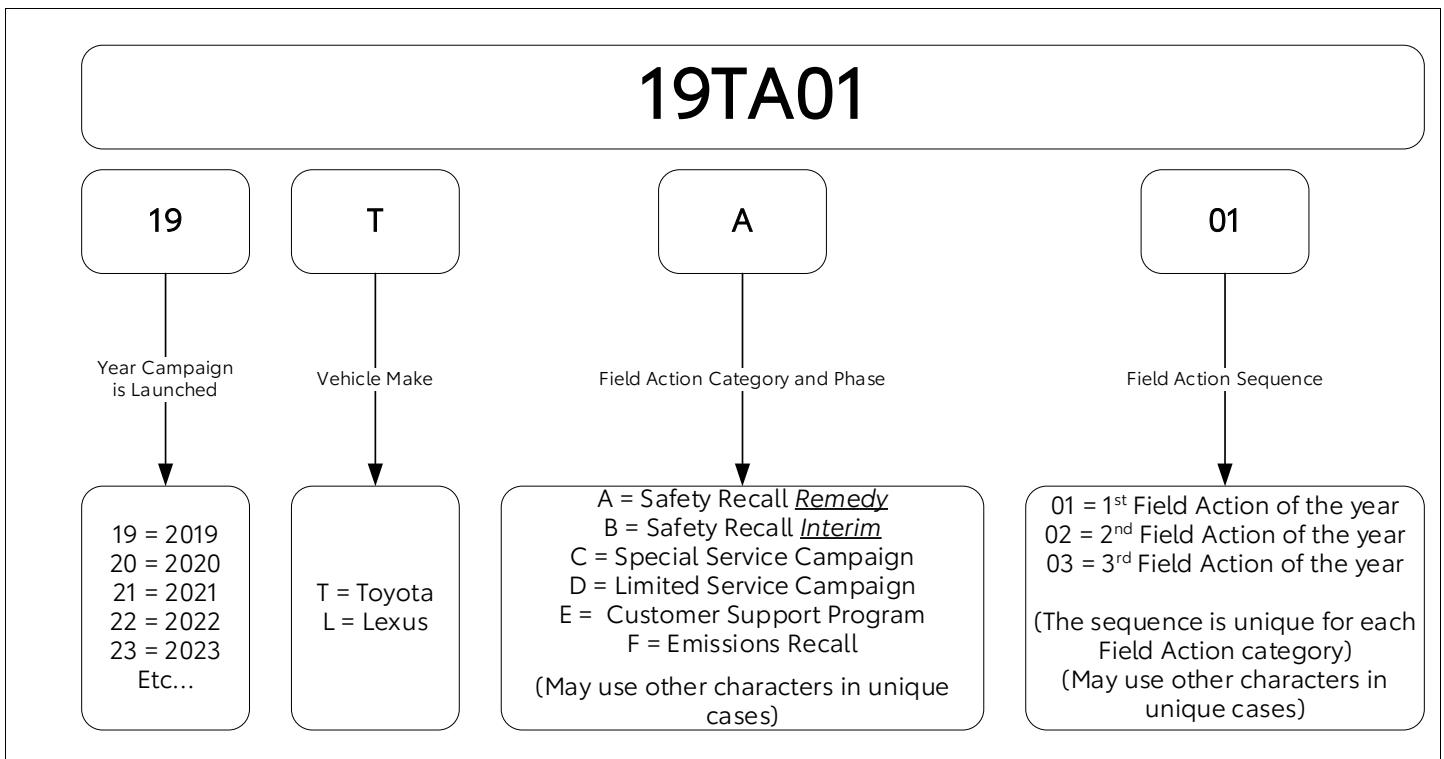 19TA01
19
T
A
01
Year Campaign
is Launched
Vehicle Make
Field Action Category and Phase
Field Action Sequence
19 = 2019
20 = 2020
21 = 2021
22 = 2022
23 = 2023
Etc...
T = Toyota
L = Lexus
A = Safety Recall Remedy
B = Safety Recall Interim
C = Special Service Campaign
D = Limited Service Campaign
E =  Customer Support Program
F = Emissions Recall
(May use other characters in unique
cases)
01 = 1st Field Action of the year
02 = 2nd Field Action of the year
03 = 3rd Field Action of the year
(The sequence is unique for each
Field Action category)
(May use other characters in
unique cases)